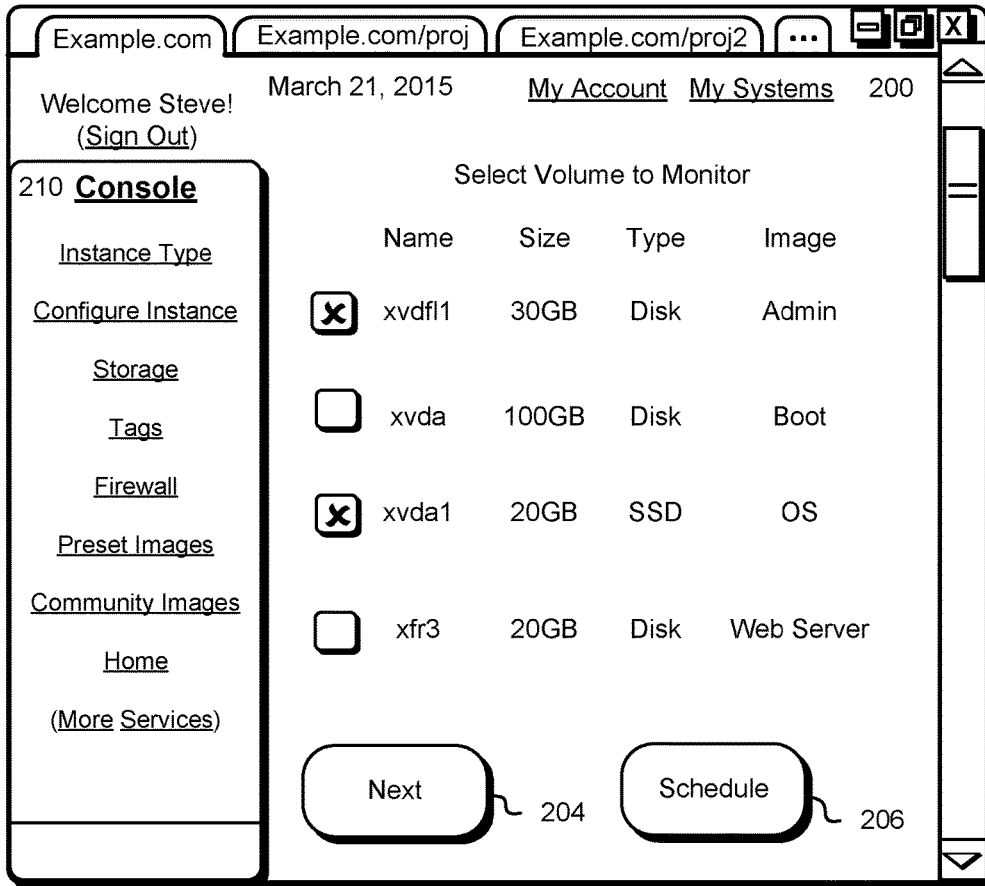 Example.com Example.com/proj Example.com/proj2 ... X
Welcome Steve!
(Sign Out)
March 21, 2015 My Account My Systems 200
210 Console
Instance Type
Configure Instance
Storage
Tags
Firewall
Preset Images
Community Images
Home
(More Services)
Select Volume to Monitor
Name Size Type Image
xvdfl1 30GB Disk Admin
xvda 100GB Disk Boot
xvda1 20GB SSD OS
xfr3 20GB Disk Web Server
Next 204 Schedule 206